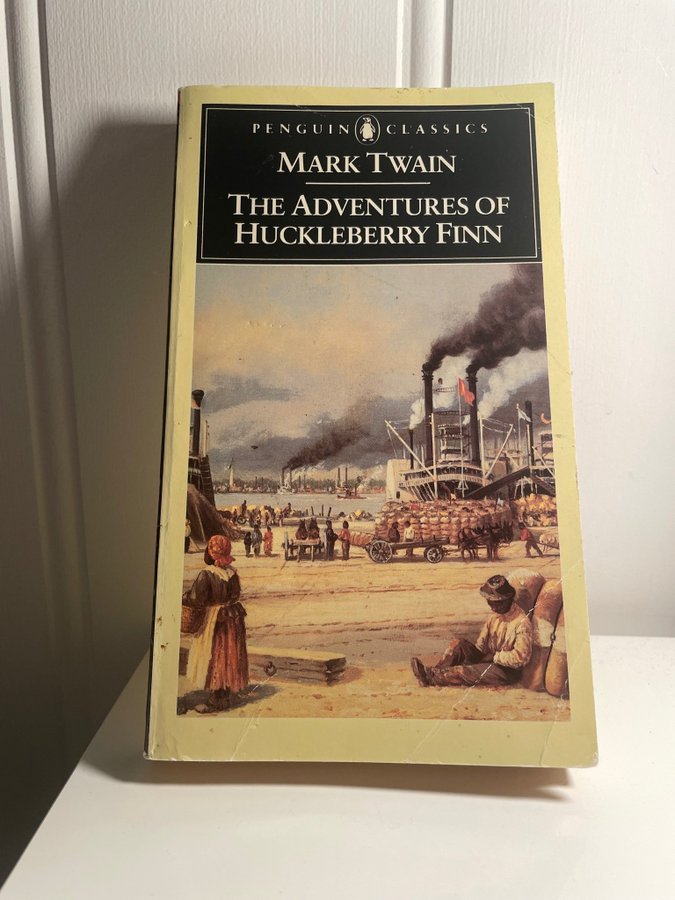 PENGUIN CLASSICS
MARK TWAIN
THE ADVENTURES OF
HUCKLEBERRY FINN